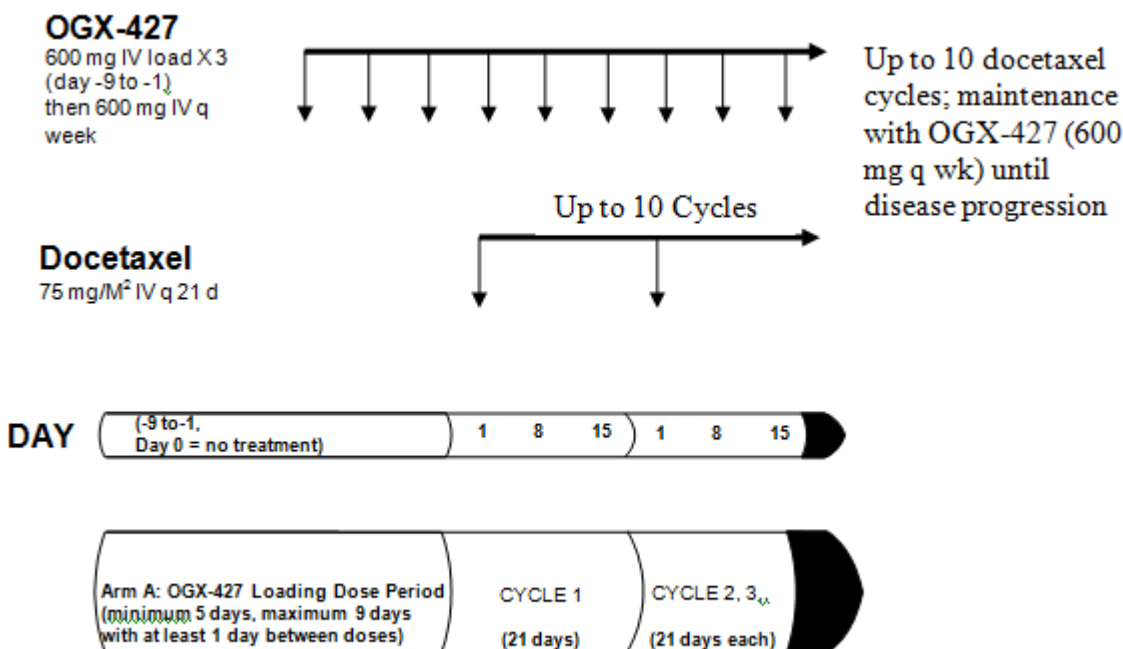 OGX-427
600 mg IV load X 3
(day -9 to -1)
then 600 mg IV q
week
Up to 10 docetaxel
cycles; maintenance
with OGX-427 (600
mg q wk) until
disease progression
Up to 10 Cycles
Docetaxel
75 mg/M² IV q 21 d
DAY
(-9 to-1,
Day 0 = no treatment)
1 8 15 1 8 15
Arm A: OGX-427 Loading Dose Period
(minimum 5 days, maximum 9 days
with at least 1 day between doses)
CYCLE 1
(21 days)
CYCLE 2, 3
(21 days each)